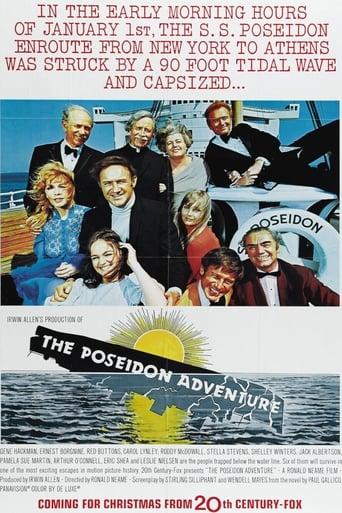 IN THE EARLY MORNING HOURS
OF JANUARY 1st, THE S.S. POSEIDON
ENROUTE FROM NEW YORK TO ATHENS
WAS STRUCK BY A 90 FOOT TIDAL WAVE
AND CAPSIZED...
S.S. POSEIDON
IRWIN ALLEN'S PRODUCTION OF
THE POSEIDON ADVENTURE
GENE HACKMAN, ERNEST BORGNINE, RED BUTTONS, CAROL LYNLEY, RODDY McDOWALL, STELLA STEVENS, SHELLEY WINTERS, JACK ALBERTSON,
PAMELA SUE MARTIN, ARTHUR O'CONNELL, ERIC SHEA and LESLIE NIELSEN are the people trapped below the water line. Six of them will survive in
one of the most exciting escapes in motion picture history. 20th Century-Fox presents "THE POSEIDON ADVENTURE" - A RONALD NEAME FILM -
Produced by IRWIN ALLEN - Directed by RONALD NEAME - Screenplay by STIRLING SILLIPHANT and WENDELL MAYES from the novel by PAUL GALLICO
PANAVISION® COLOR BY DE LUXE®
COMING FOR CHRISTMAS FROM 20th CENTURY-FOX